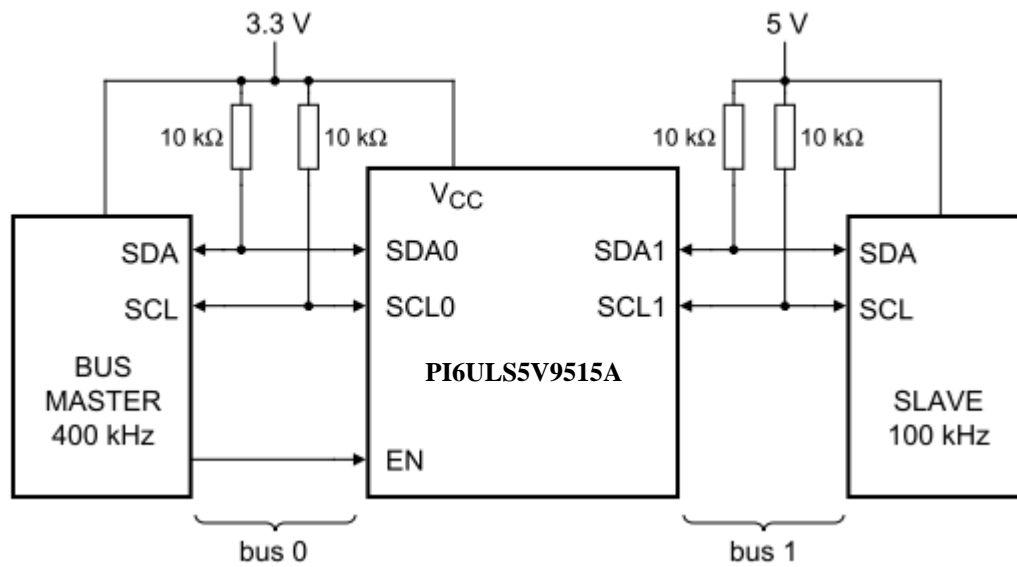 3.3 V
5 V
10 kΩ
10 kΩ
10 kΩ
10 kΩ
VCC
SDA
SDA0
SDA1
SDA
SCL
SCL0
SCL1
SCL
PI6ULS5V9515A
BUS
MASTER
400 kHz
SLAVE
100 kHz
EN
bus 0
bus 1